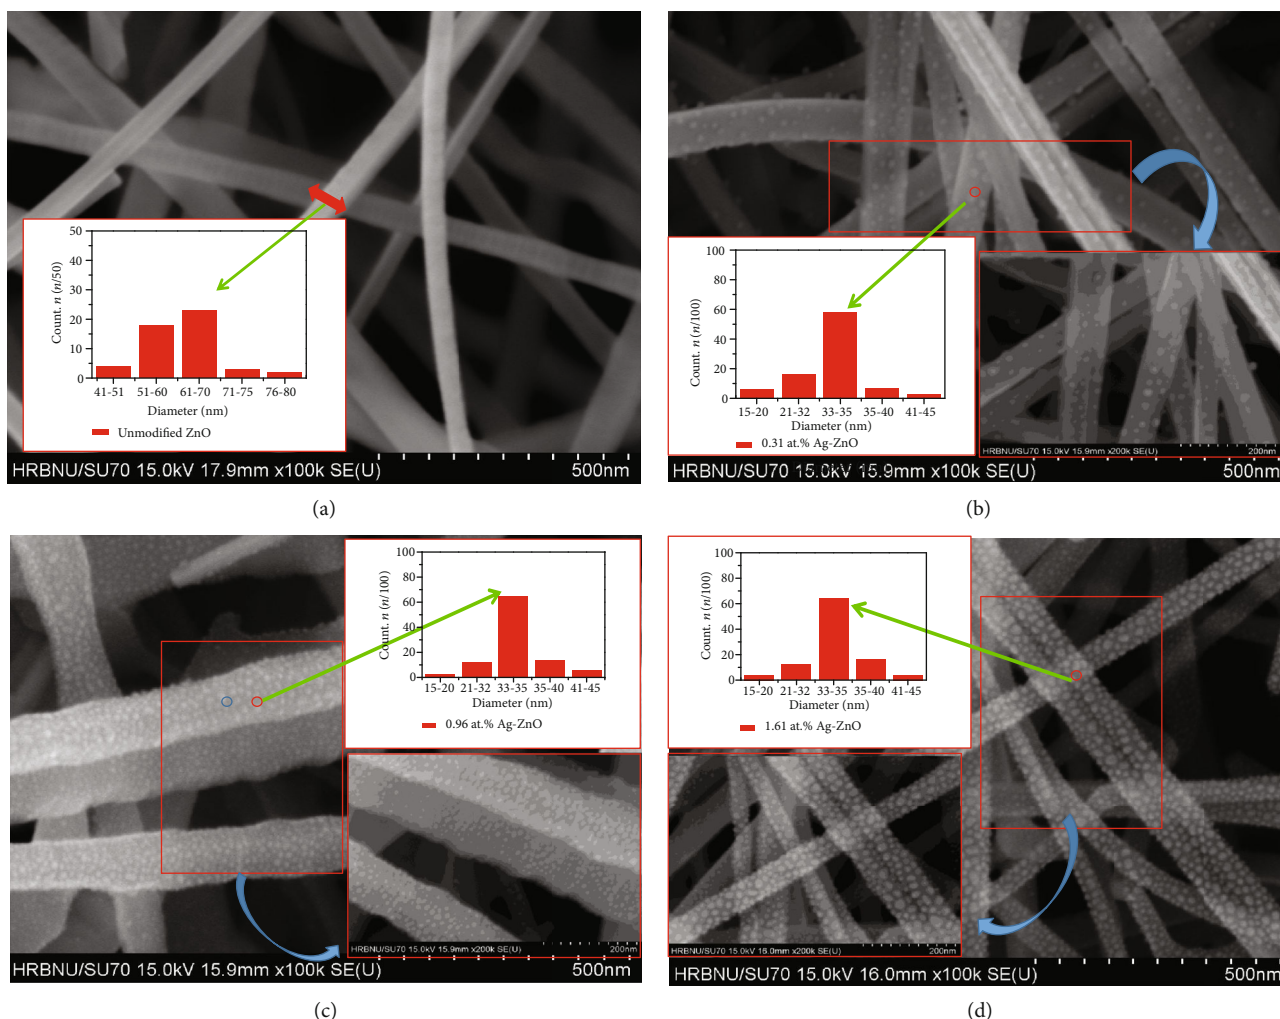 50
40
30
20
10
0
Count. n (n/50)
41-51 51-60 61-70 71-75 76-80
Diameter (nm)
Unmodified ZnO
HRBNU/SU70 15.0kV 17.9mm x100k SE(U) 500nm
(a)
100
80
60
40
20
0
Count. n (n/100)
15-20 21-32 33-35 35-40 41-45
Diameter (nm)
0.31 at.% Ag-ZnO
HRBNU/SU70 15.0kV 15.9mm x200k SE(U) 200nm
HRBNU/SU70 15.0kV 15.9mm x100k SE(U) 500nm
(b)
100
80
60
40
20
0
Count. n (n/100)
15-20 21-32 33-35 35-40 41-45
Diameter (nm)
0.96 at.% Ag-ZnO
HRBNU/SU70 15.0kV 15.9mm x200k SE(U) 200nm
HRBNU/SU70 15.0kV 15.9mm x100k SE(U) 500nm
(c)
100
80
60
40
20
0
Count. n (n/100)
15-20 21-32 33-35 35-40 41-45
Diameter (nm)
1.61 at.% Ag-ZnO
HRBNU/SU70 15.0kV 16.0mm x200k SE(U) 200nm
HRBNU/SU70 15.0kV 16.0mm x100k SE(U) 500nm
(d)